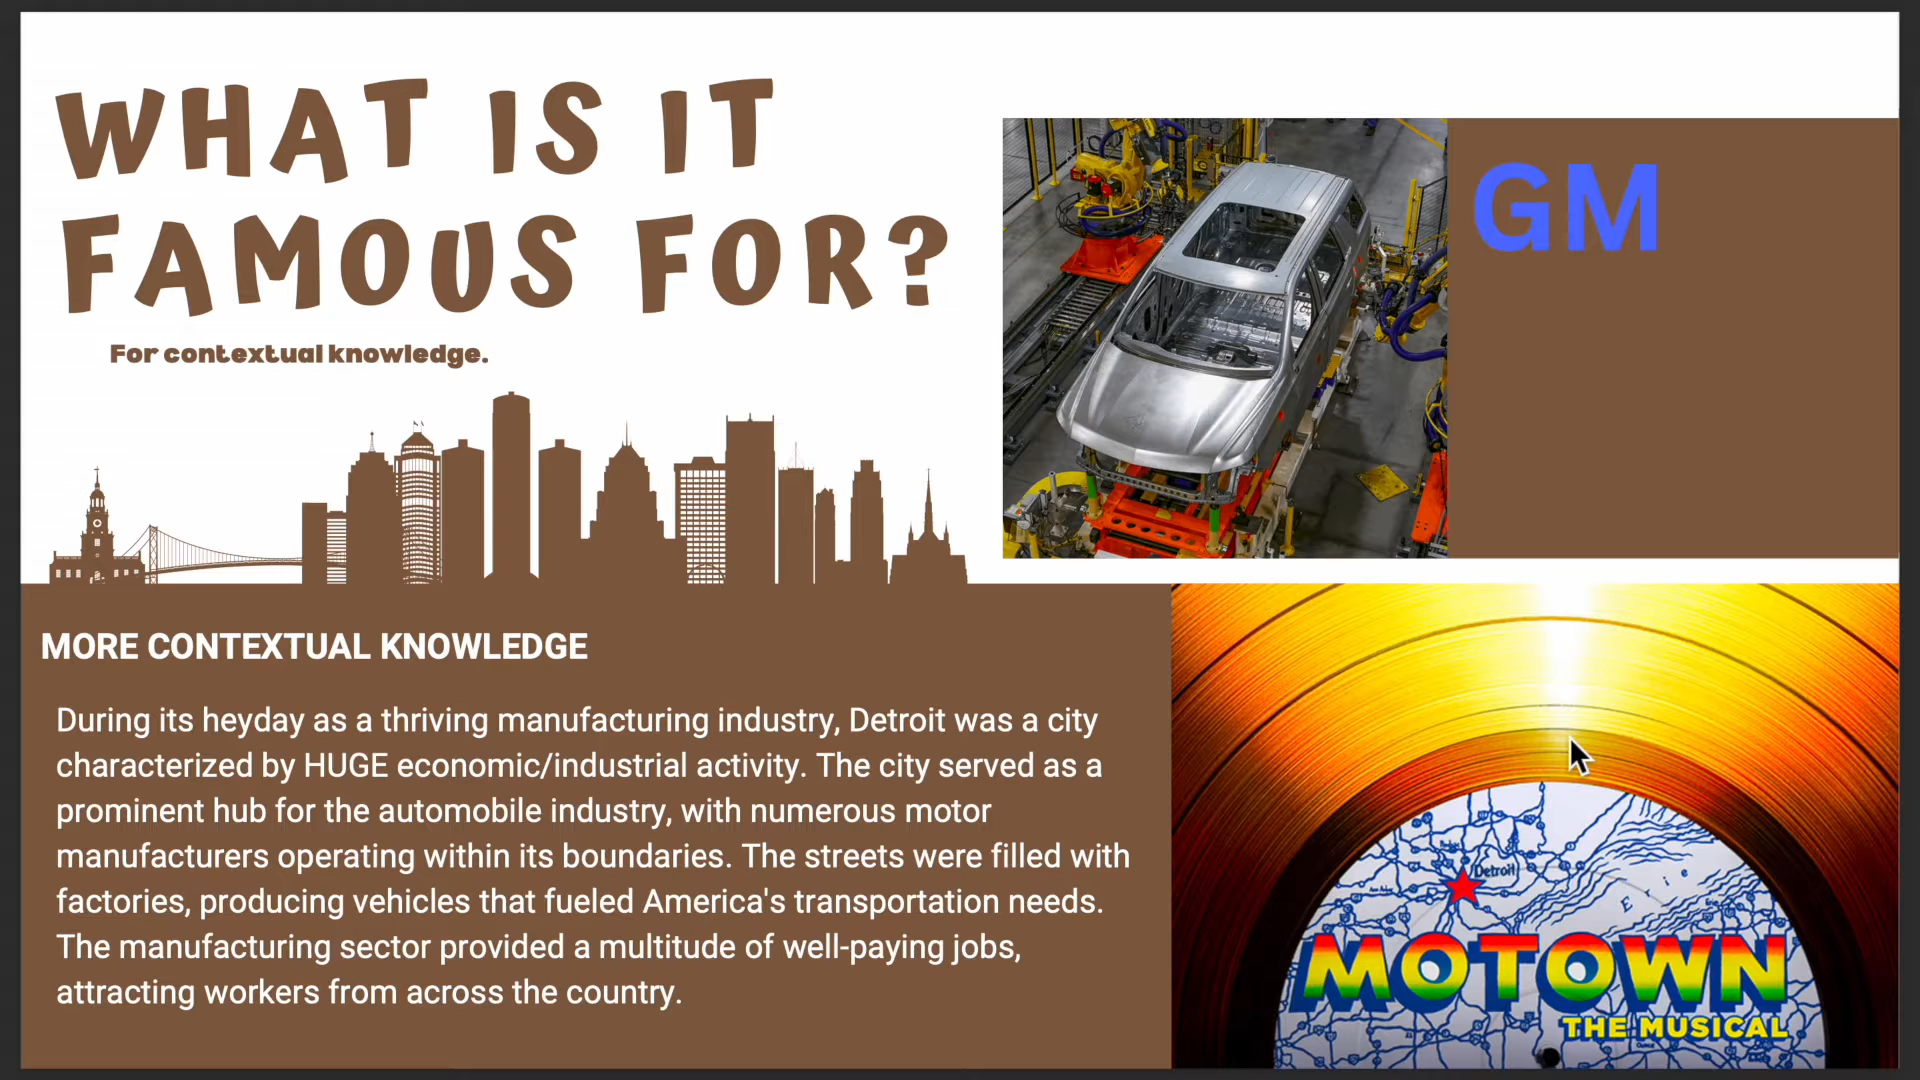 WHAT IS IT
FAMOUS FOR?
For contextual knowledge.
GM
MORE CONTEXTUAL KNOWLEDGE
During its heyday as a thriving manufacturing industry, Detroit was a city
characterized by HUGE economic/industrial activity. The city served as a
prominent hub for the automobile industry, with numerous motor
manufacturers operating within its boundaries. The streets were filled with
factories, producing vehicles that fueled America's transportation needs.
The manufacturing sector provided a multitude of well-paying jobs,
attracting workers from across the country.
Detroit
Erie
MOTOWN
THE MUSICAL